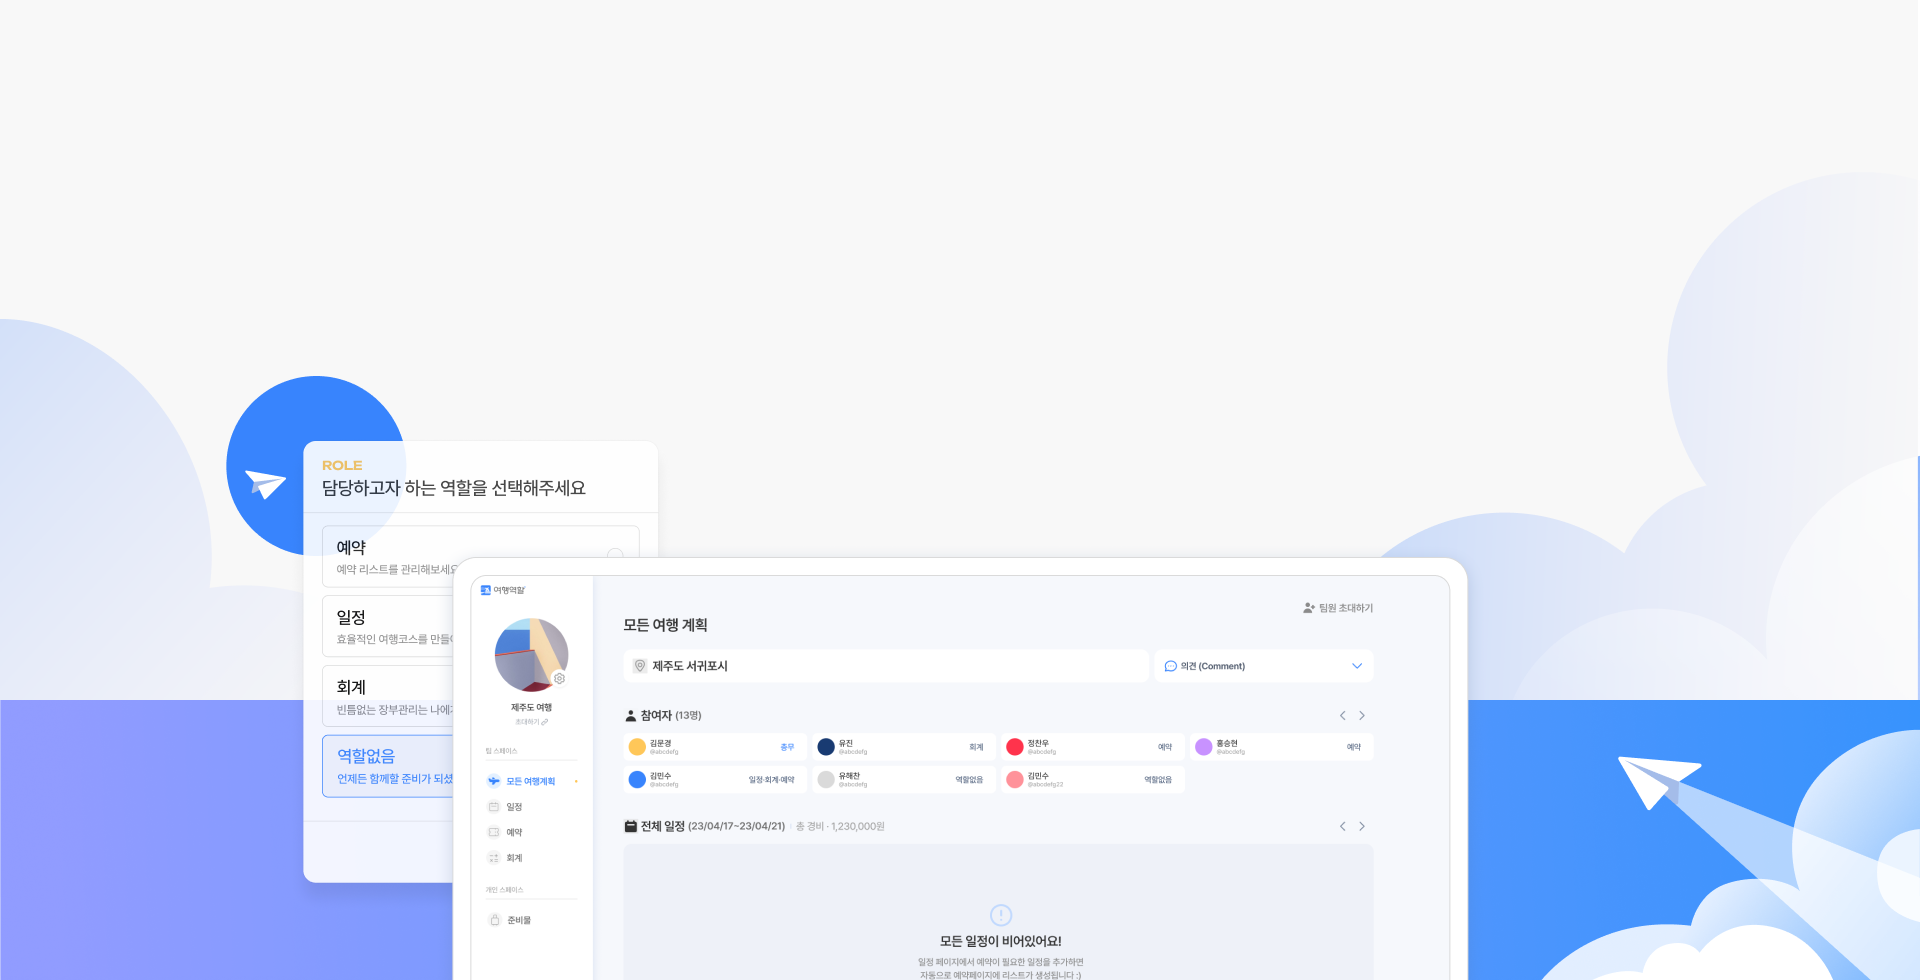 ROLE
담당하고자 하는 역할을 선택해주세요
예약
예약 리스트를 관리해보세요
일정
효율적인 여행코스를 만들어
회계
빈틈없는 장부관리는 나에게
역할없음
언제든 함께할 준비가 되셨
여행역할
제주도 여행
초대하기
팀 스페이스
모든 여행계획
일정
예약
회계
개인 스페이스
준비물
팀원 초대하기
모든 여행 계획
제주도 서귀포시
의견 (Comment)
참여자 (13명)
김문경
@abcdefg
총무
유진
@abcdefg
회계
정찬우
@abcdefg
예약
홍승현
@abcdefg
예약
김민수
@abcdefg
일정·회계·예약
유해찬
@abcdefg
역할없음
김민수
@abcdefg23
역할없음
전체 일정 (23/04/17~23/04/21) 총 경비 · 1,230,000원
모든 일정이 비어있어요!
일정 페이지에서 예약이 필요한 일정을 추가하면
자동으로 예약페이지에 리스트가 생성됩니다 :)